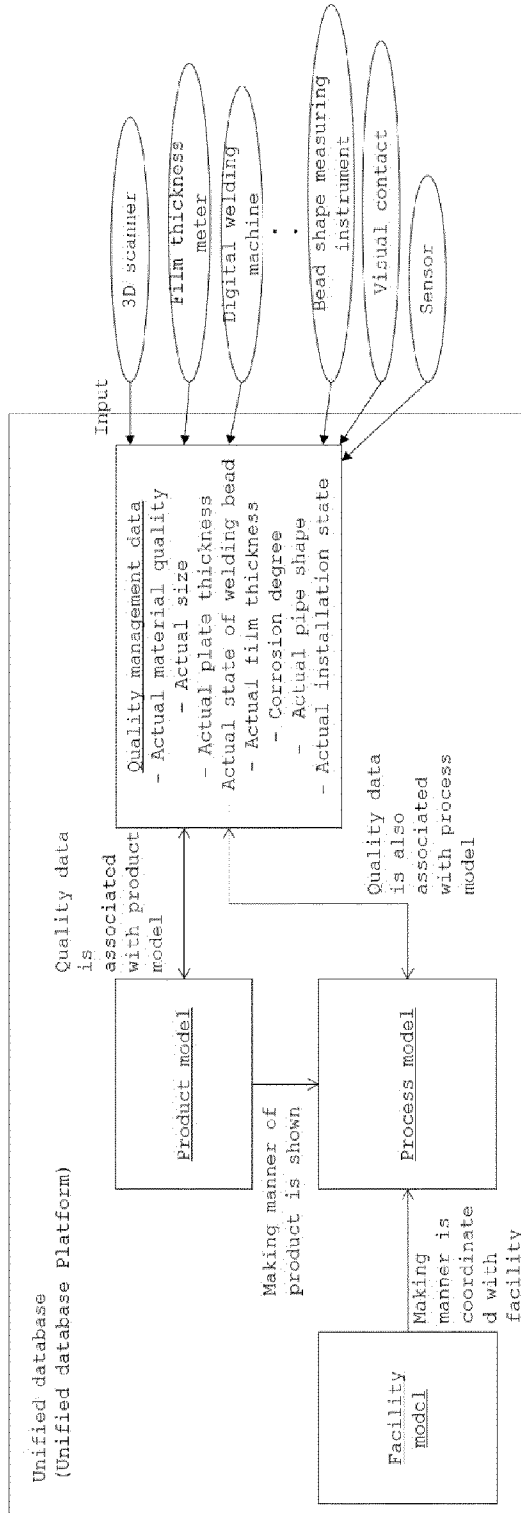 Unified database
(Unified database Platform)
Facility
model
Making
manner is
coordinate
d with
facility
Product model
Making manner of
product is shown
Process model
Quality data
is
associated
with product
model
Quality data
is also
associated
with process
model
Quality management data
- Actual material quality
- Actual size
- Actual plate thickness
Actual state of welding bead
- Actual film thickness
- Corrosion degree
- Actual pipe shape
- Actual installation state
Input
3D scanner
Film thickness
meter
Digital welding
machine
Bead shape measuring
instrument
Visual contact
Sensor